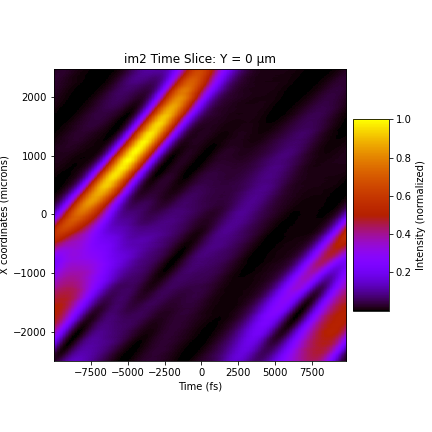 im2 Time Slice: Y = 0 μm
X coordinates (microns)
2000
1000
0
−1000
−2000
−7500 −5000 −2500 0 2500 5000 7500
Time (fs)
1.0
0.8
0.6
0.4
0.2
Intensity (normalized)